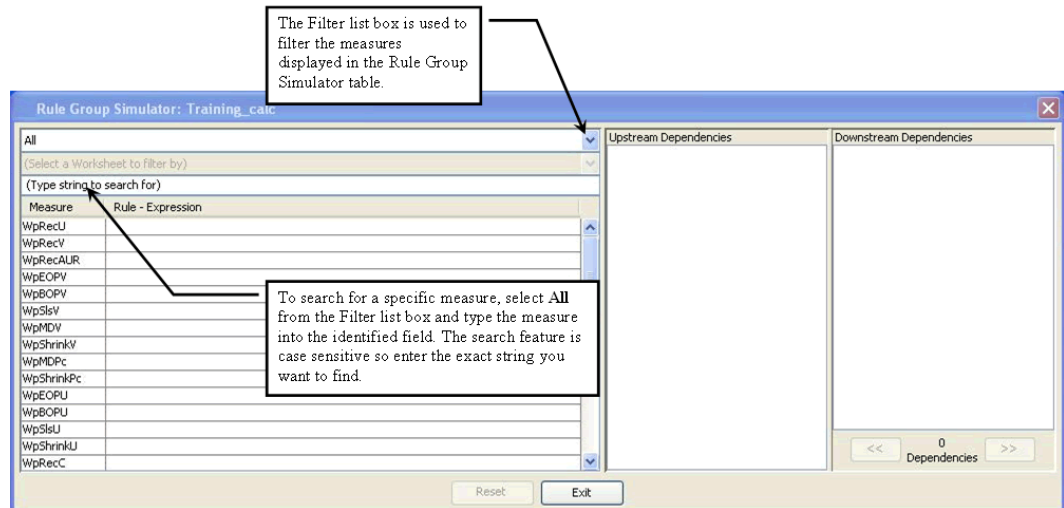 The Filter list box is used to
filter the measures
displayed in the Rule Group
Simulator table.
Rule Group Simulator: Training_calc
All
(Select a Worksheet to filter by)
(Type string to search for)
Measure Rule - Expression
WpRecU
WpRecV
WpRecAUR
WpEOPV
WpBOPV
WpSlsV
WpMDV
WpShrinkV
WpMDPc
WpShrinkPc
WpEOPU
WpBOPU
WpSlsU
WpShrinkU
WpRecC
To search for a specific measure, select All
from the Filter list box and type the measure
into the identified field. The search feature is
case sensitive so enter the exact string you
want to find.
Upstream Dependencies
Downstream Dependencies
<< 0 >>
Dependencies
Reset Exit